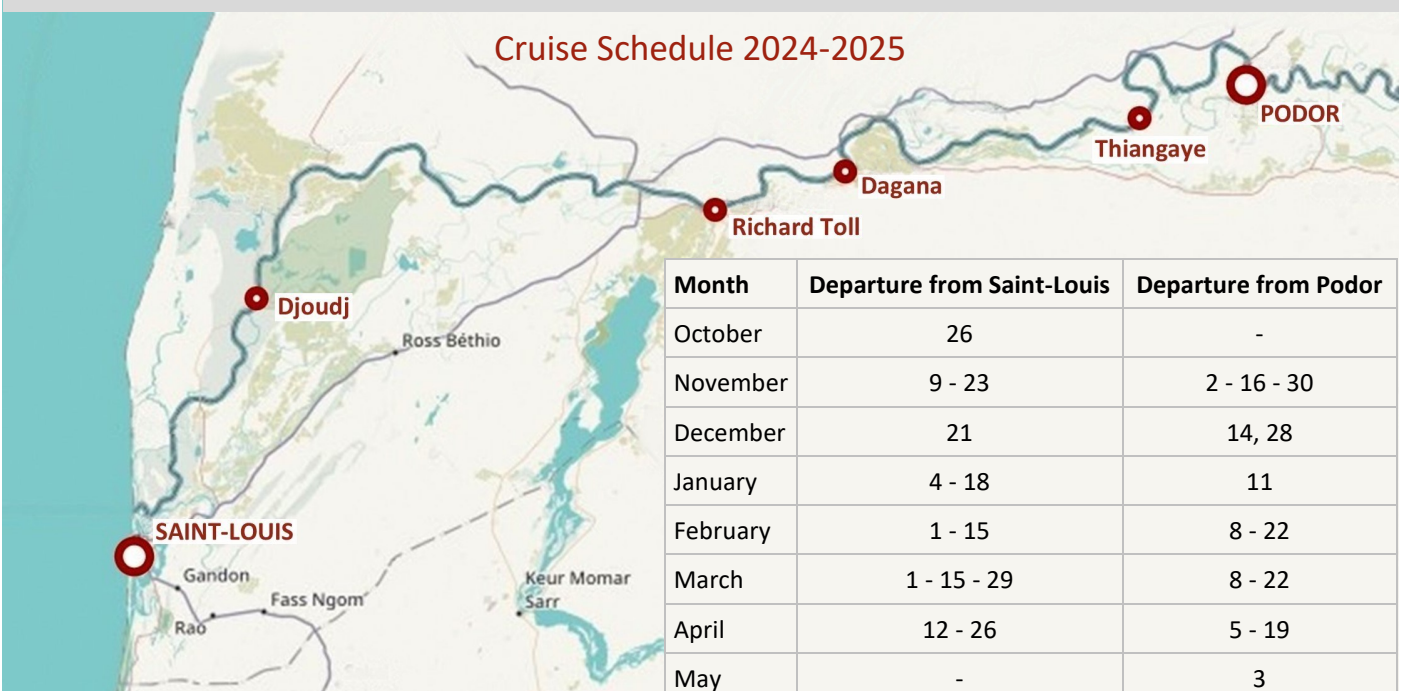 Cruise Schedule 2024-2025
PODOR
Thiangaye
Dagana
Richard Toll
Djoudj
Ross Béthio
SAINT-LOUIS
Gandon
Fass Ngom
Rao
Keur Momar
Sarr
Month Departure from Saint-Louis Departure from Podor
October 26 -
November 9 - 23 2 - 16 - 30
December 21 14, 28
January 4 - 18 11
February 1 - 15 8 - 22
March 1 - 15 - 29 8 - 22
April 12 - 26 5 - 19
May - 3